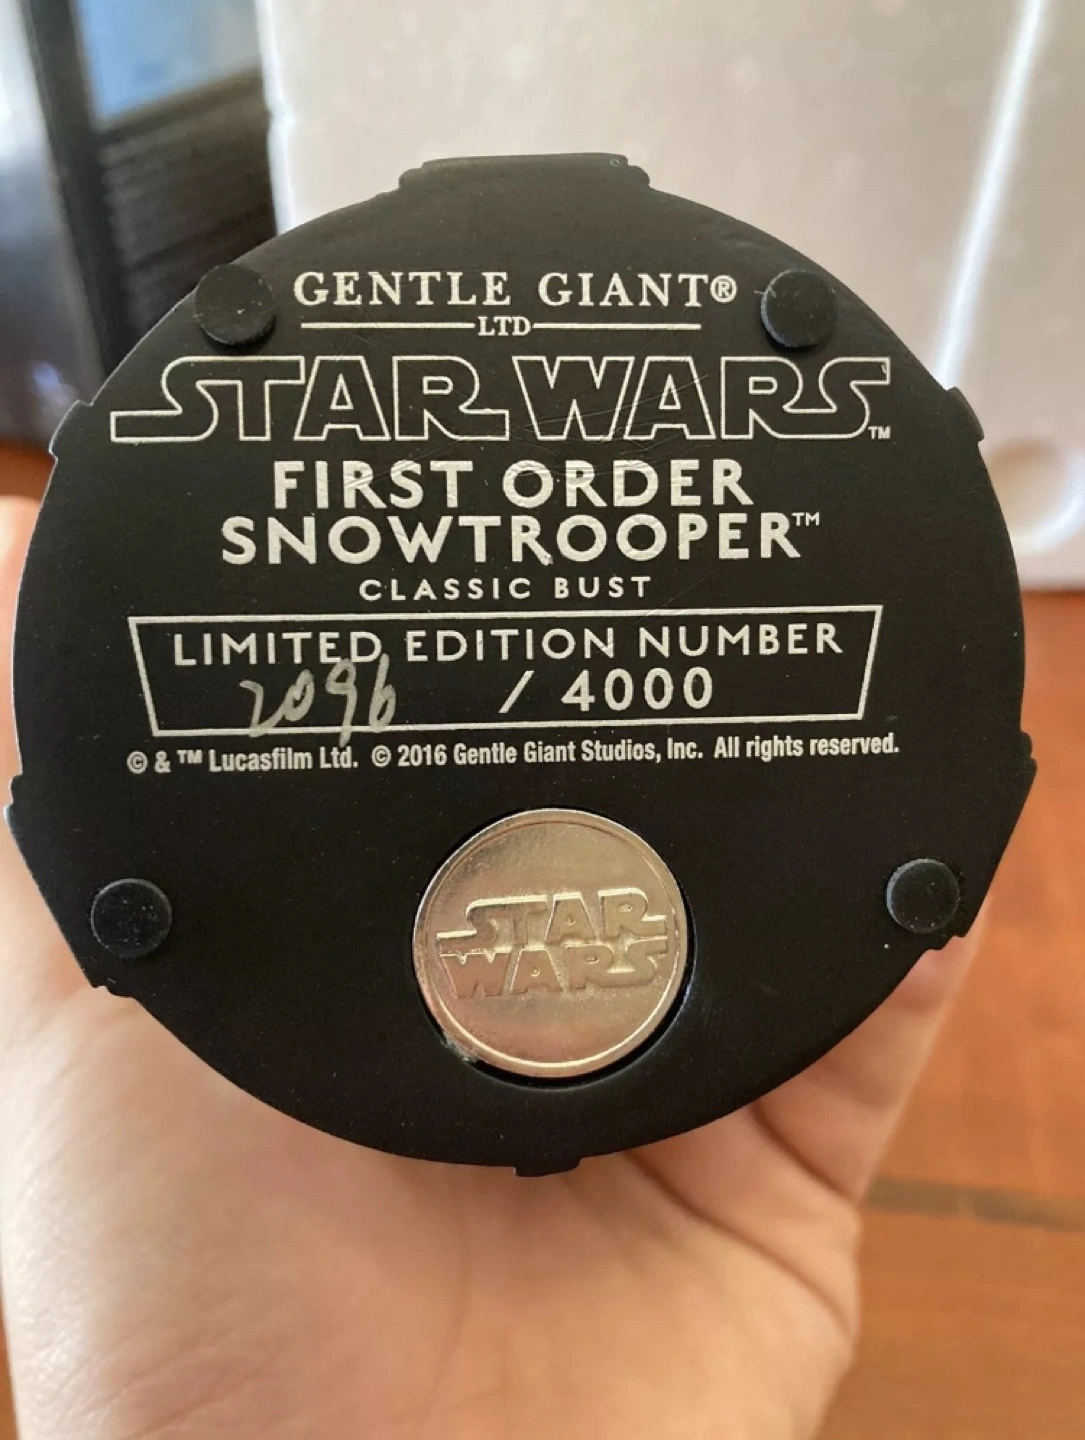 GENTLE GIANT®
LTD
STAR WARS™
FIRST ORDER
SNOWTROOPER™
CLASSIC BUST
LIMITED EDITION NUMBER
2096 / 4000
© & ™ Lucasfilm Ltd. © 2016 Gentle Giant Studios, Inc. All rights reserved.
STAR
WARS